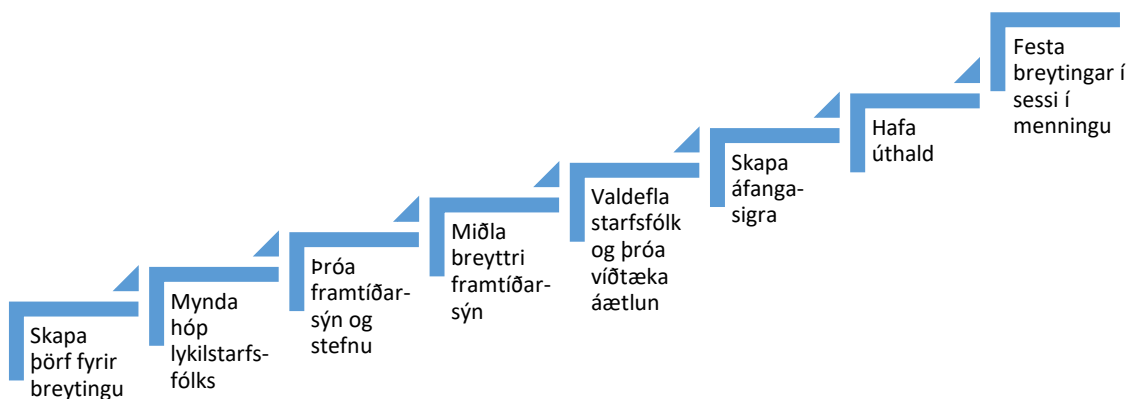 Skapa
þörf fyrir
breytingu
Mynda
hóp
lykilstarfs-
fólks
Þróa
framtíðar-
sýn og
stefnu
Miðla
breyttri
framtíðar-
sýn
Valdefla
starfsfólk
og þróa
víðtæka
áætlun
Skapa
áfanga-
sigra
Hafa
úthald
Festa
breytingar í
sessi í
menningu